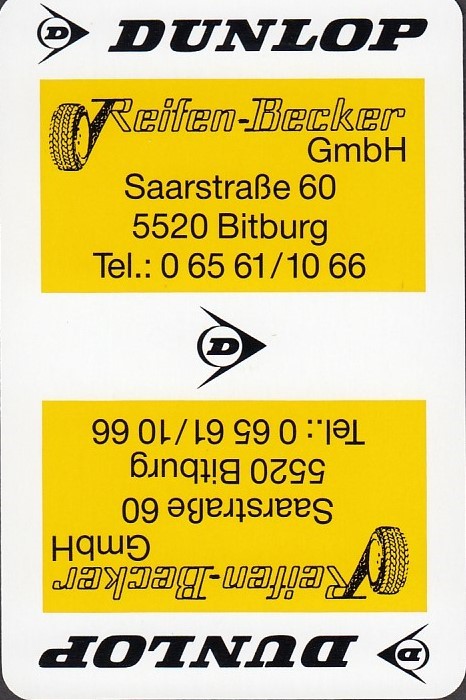 D DUNLOP
Reifen-Becker
GmbH
Saarstraße 60
5520 Bitburg
Tel.: 0 65 61/10 66
D
D DUNLOP
Reifen-Becker
GmbH
Saarstraße 60
5520 Bitburg
Tel.: 0 65 61/10 66